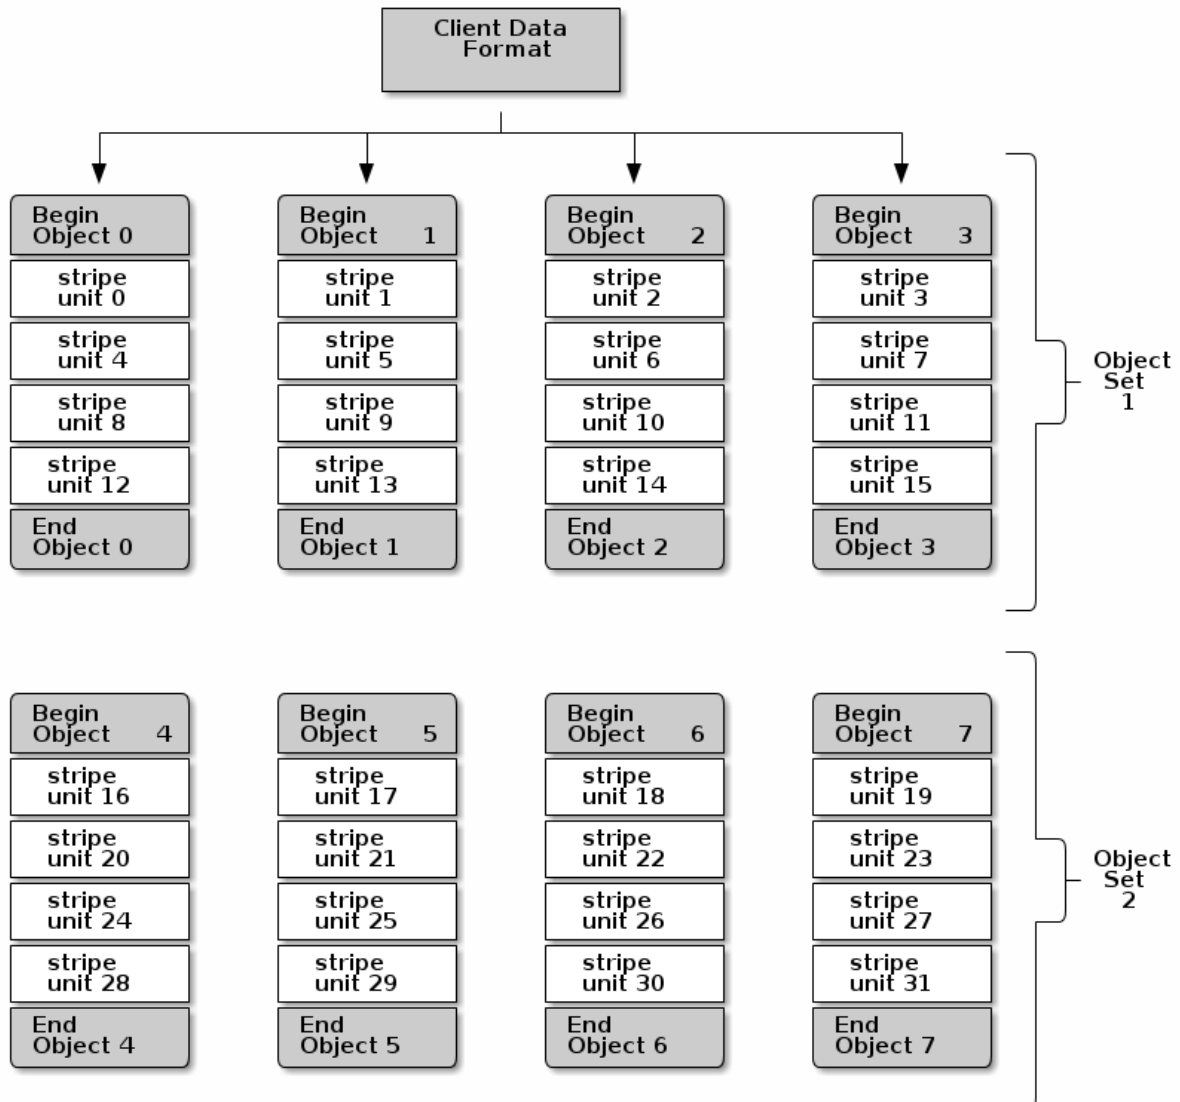 Client Data
Format
Begin
Object 0
stripe
unit 0
stripe
unit 4
stripe
unit 8
stripe
unit 12
End
Object 0
Begin
Object 1
stripe
unit 1
stripe
unit 5
stripe
unit 9
stripe
unit 13
End
Object 1
Begin
Object 2
stripe
unit 2
stripe
unit 6
stripe
unit 10
stripe
unit 14
End
Object 2
Begin
Object 3
stripe
unit 3
stripe
unit 7
stripe
unit 11
stripe
unit 15
End
Object 3
Object
Set
1
Begin
Object 4
stripe
unit 16
stripe
unit 20
stripe
unit 24
stripe
unit 28
End
Object 4
Begin
Object 5
stripe
unit 17
stripe
unit 21
stripe
unit 25
stripe
unit 29
End
Object 5
Begin
Object 6
stripe
unit 18
stripe
unit 22
stripe
unit 26
stripe
unit 30
End
Object 6
Begin
Object 7
stripe
unit 19
stripe
unit 23
stripe
unit 27
stripe
unit 31
End
Object 7
Object
Set
2